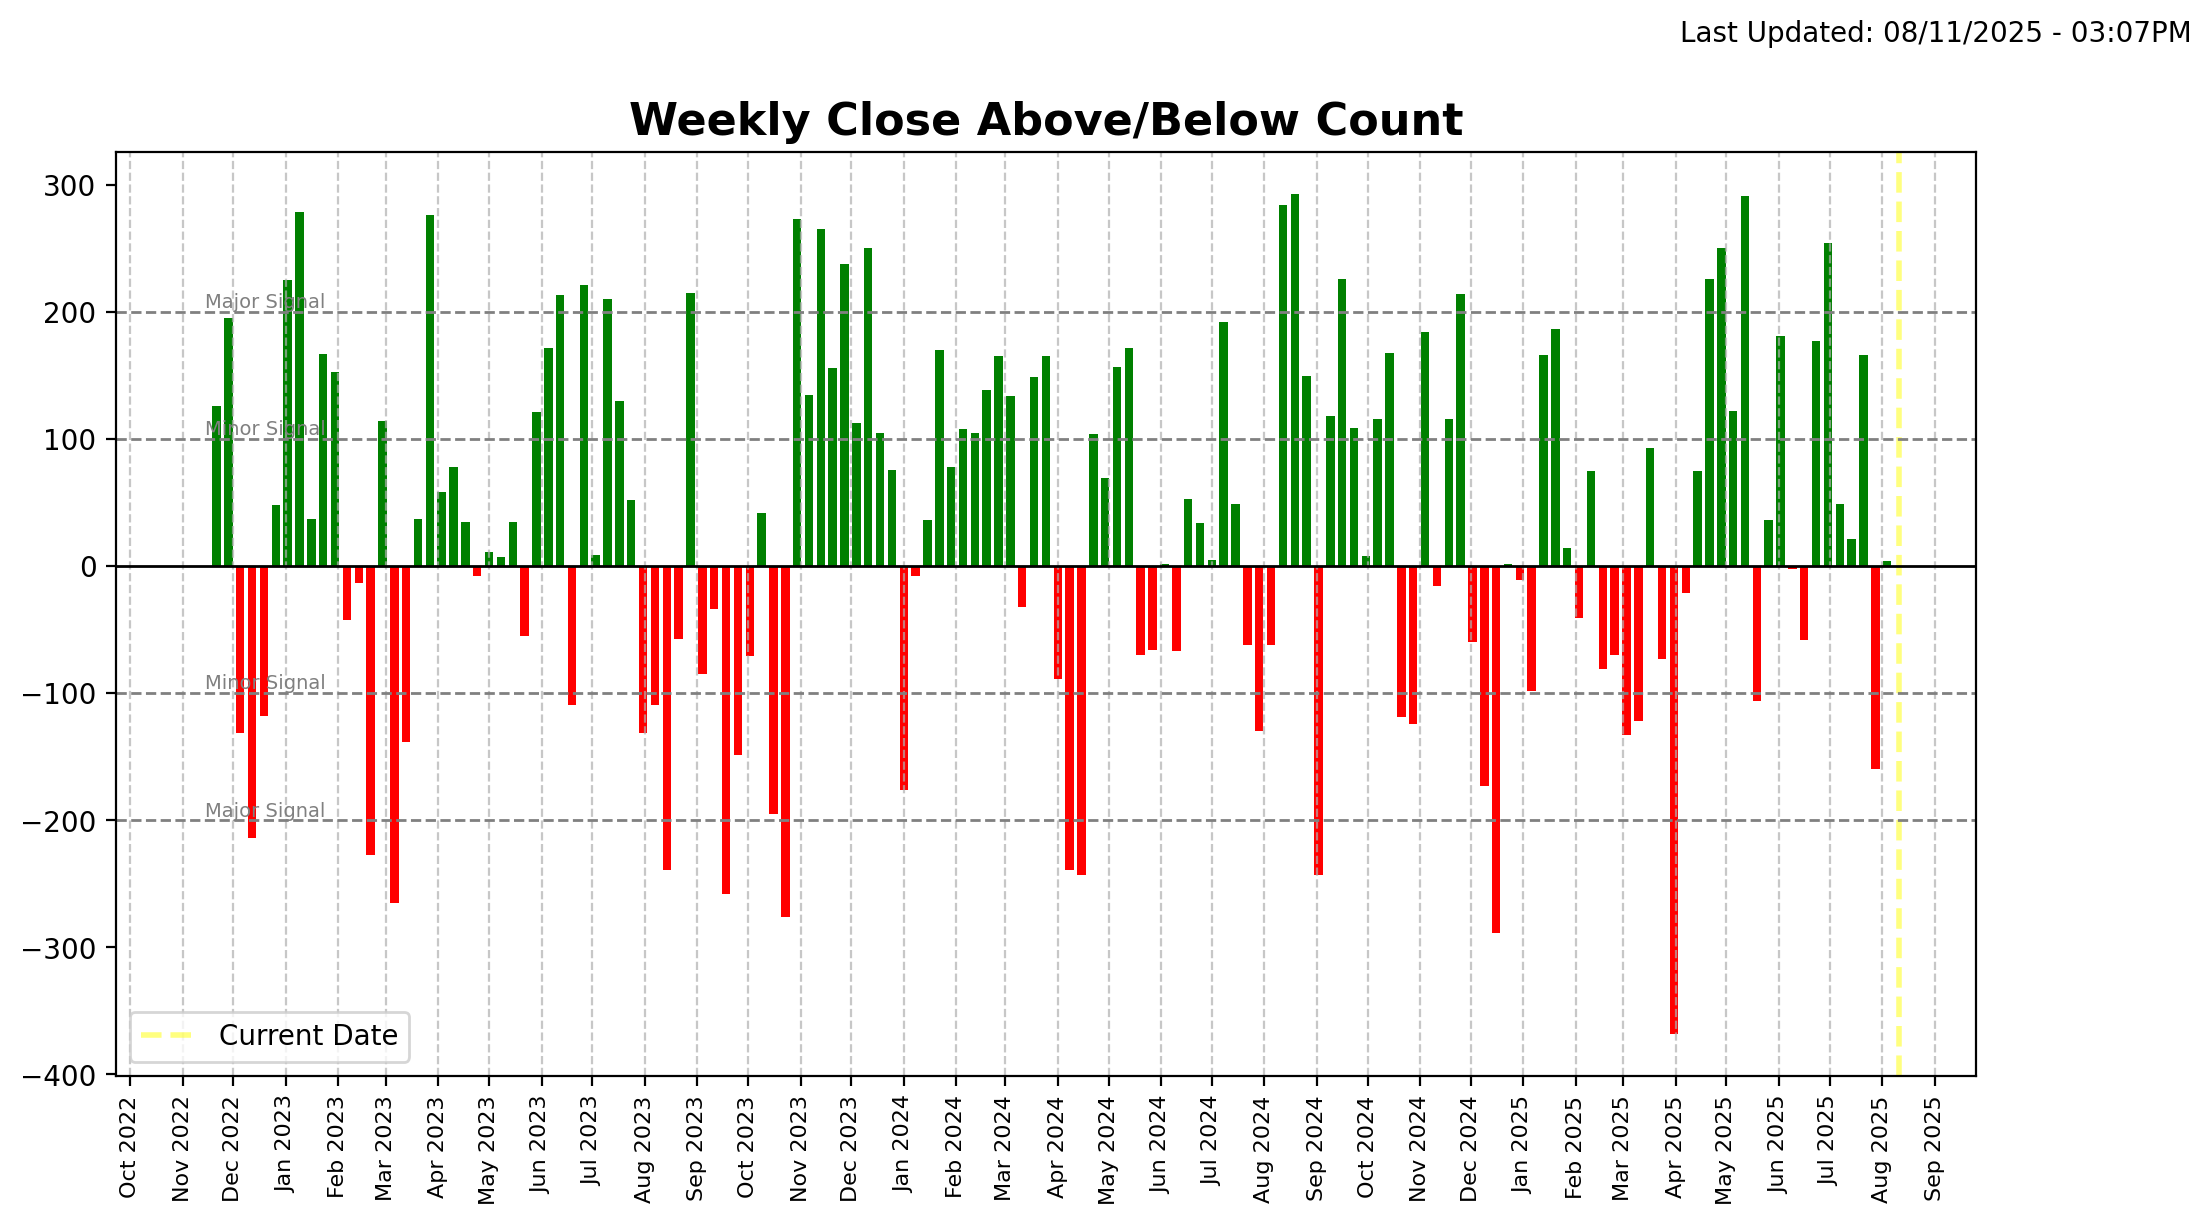 Last Updated: 08/11/2025 - 03:07PM
Weekly Close Above/Below Count
300
200
100
0
−100
−200
−300
−400
Major Signal
Minor Signal
Minor Signal
Major Signal
Current Date
Oct 2022
Nov 2022
Dec 2022
Jan 2023
Feb 2023
Mar 2023
Apr 2023
May 2023
Jun 2023
Jul 2023
Aug 2023
Sep 2023
Oct 2023
Nov 2023
Dec 2023
Jan 2024
Feb 2024
Mar 2024
Apr 2024
May 2024
Jun 2024
Jul 2024
Aug 2024
Sep 2024
Oct 2024
Nov 2024
Dec 2024
Jan 2025
Feb 2025
Mar 2025
Apr 2025
May 2025
Jun 2025
Jul 2025
Aug 2025
Sep 2025